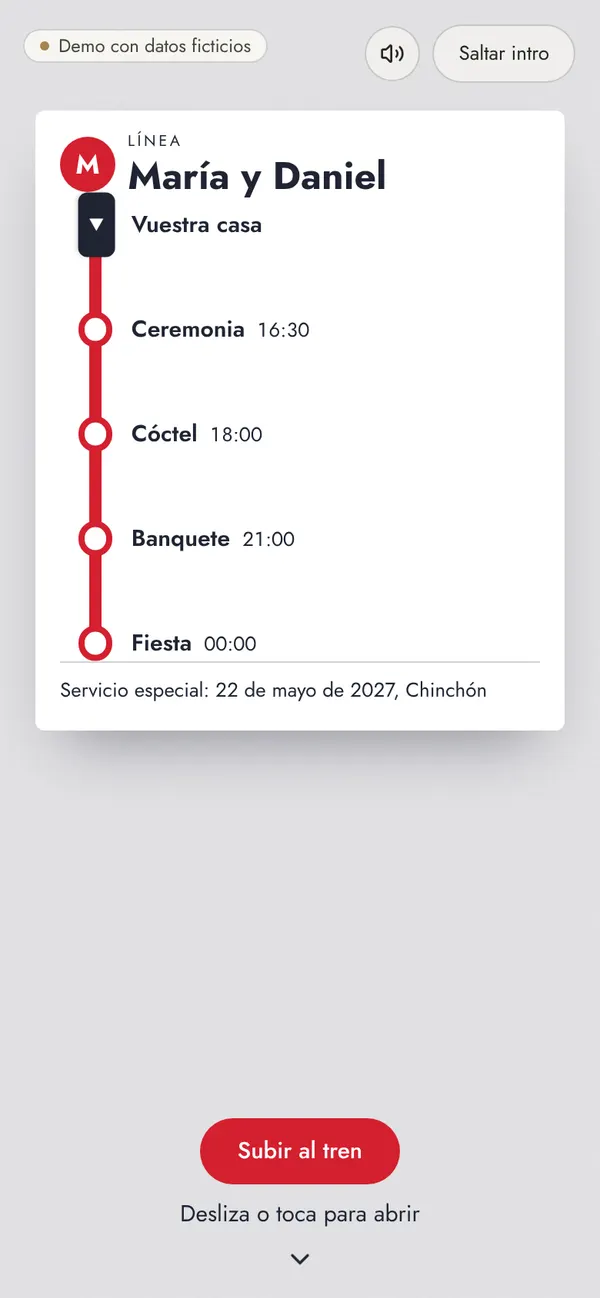 Demo con datos ficticios
Saltar intro
M
LÍNEA
María y Daniel
Vuestra casa
Ceremonia 16:30
Cóctel 18:00
Banquete 21:00
Fiesta 00:00
Servicio especial: 22 de mayo de 2027, Chinchón
Subir al tren
Desliza o toca para abrir